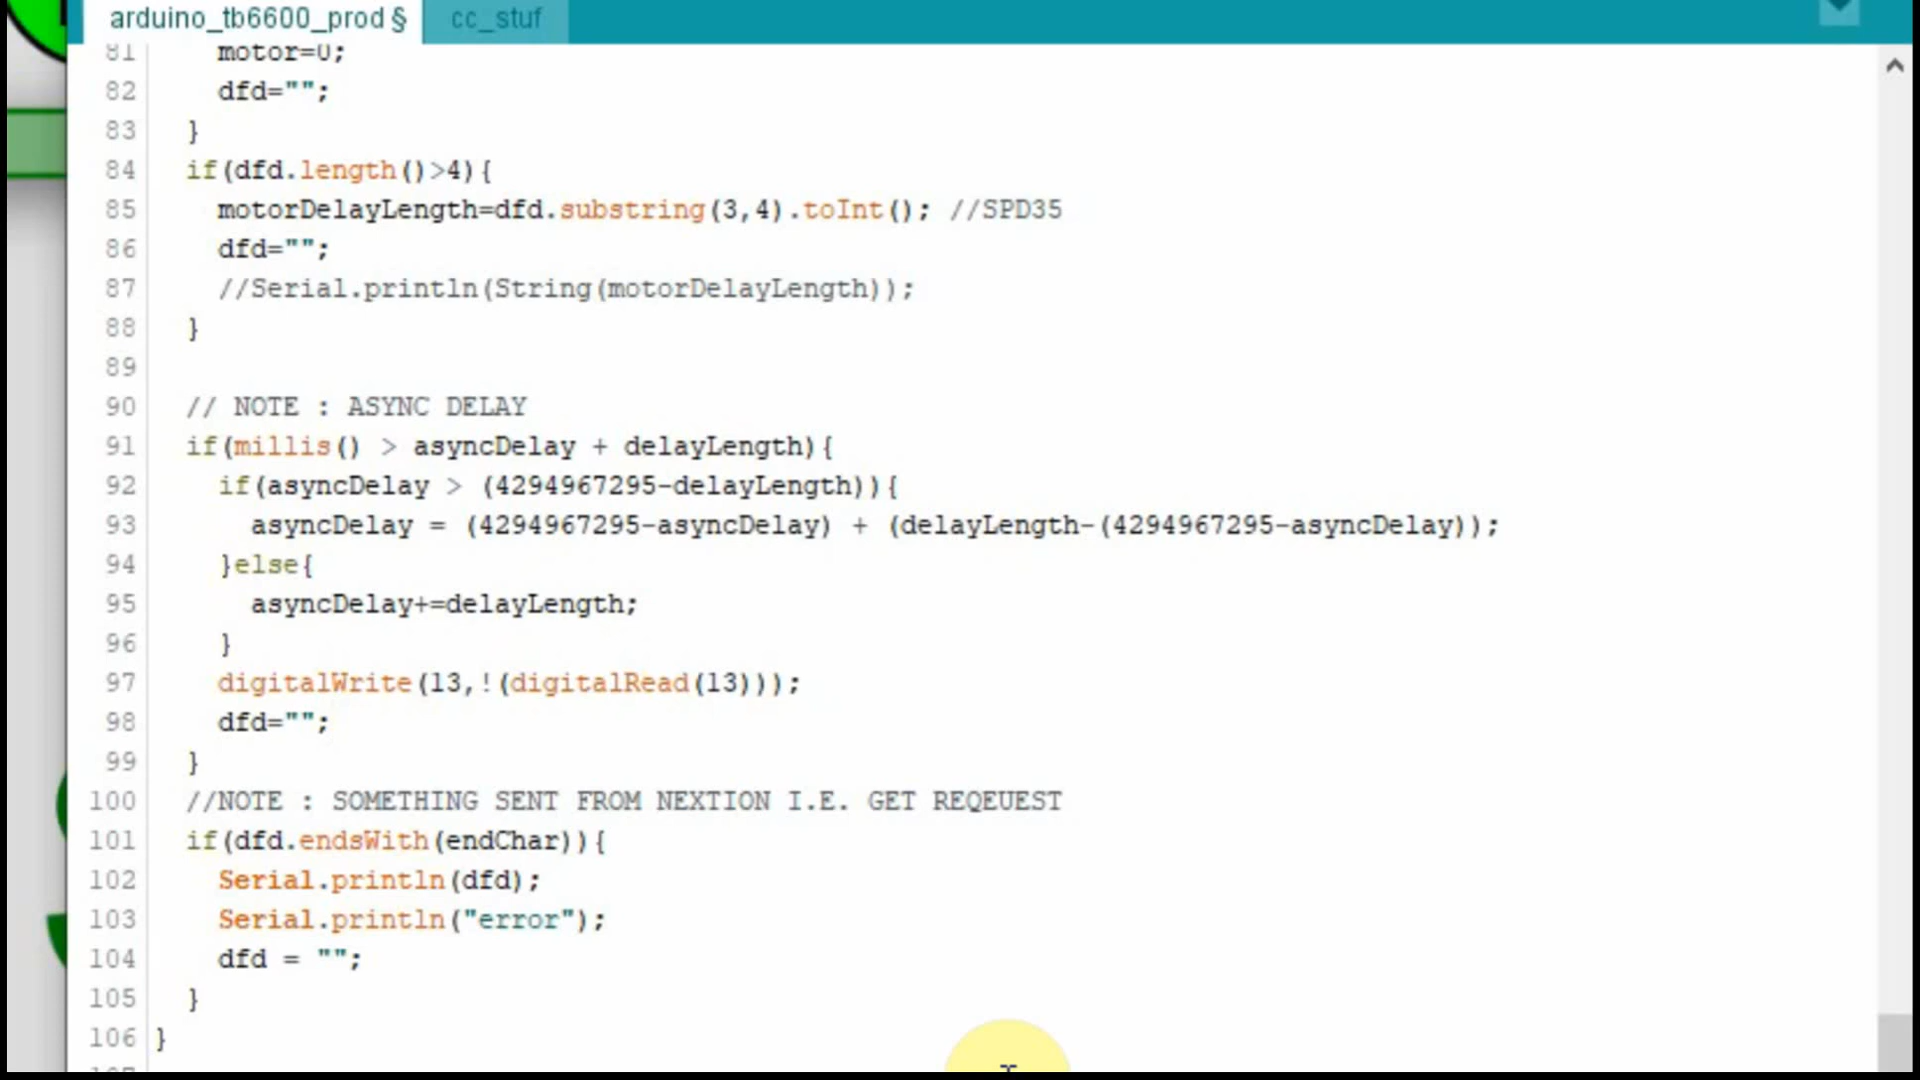 arduino_tb6600_prod § cc_stuf
81 motor=0;
82 dfd="";
83 }
84 if(dfd.length()>4){
85 motorDelayLength=dfd.substring(3,4).toInt(); //SPD35
86 dfd="";
87 //Serial.println(String(motorDelayLength));
88 }
89
90 // NOTE : ASYNC DELAY
91 if(millis() > asyncDelay + delayLength){
92 if(asyncDelay > (4294967295-delayLength)){
93 asyncDelay = (4294967295-asyncDelay) + (delayLength-(4294967295-asyncDelay));
94 }else{
95 asyncDelay+=delayLength;
96 }
97 digitalWrite(13,!(digitalRead(13)));
98 dfd="";
99 }
100 //NOTE : SOMETHING SENT FROM NEXTION I.E. GET REQEUEST
101 if(dfd.endsWith(endChar)){
102 Serial.println(dfd);
103 Serial.println("error");
104 dfd = "";
105 }
106 }